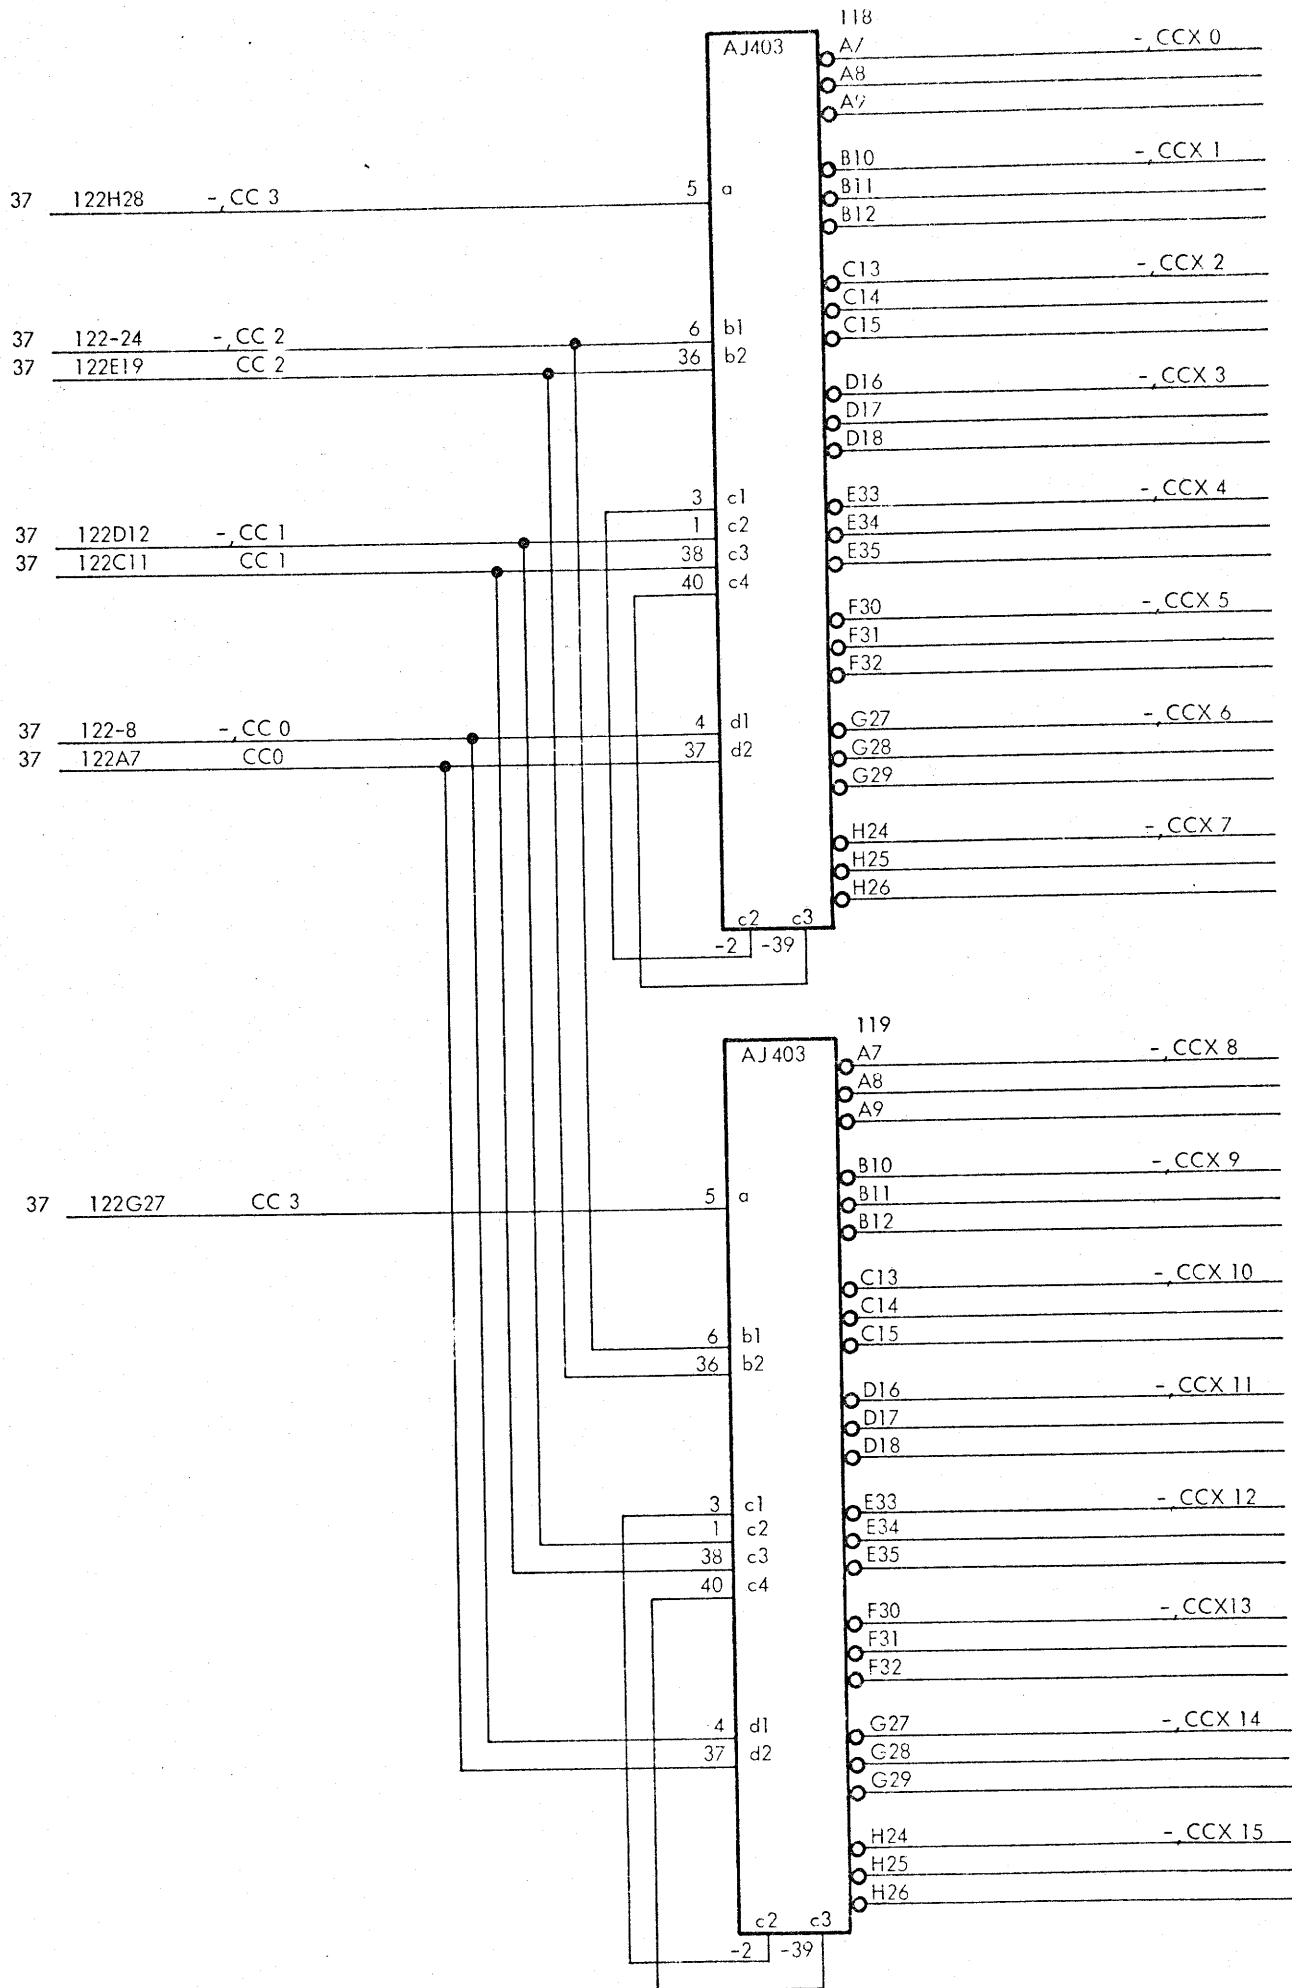 118
AJ403
A7 -,CCX 0
A8
A9
B10 -,CCX 1
B11
B12
37 122H28 -,CC 3 5 a
C13 -,CCX 2
C14
C15
37 122-24 -,CC 2 6 b1
37 122E19 CC 2 36 b2
D16 -,CCX 3
D17
D18
3 c1
1 c2
37 122D12 -,CC 1
38 c3
37 122C11 CC 1
40 c4
E33 -,CCX 4
E34
E35
F30 -,CCX 5
F31
F32
37 122-8 -,CC 0 4 d1
37 122A7 CC0 37 d2
G27 -,CCX 6
G28
G29
H24 -,CCX 7
H25
H26
c2 c3
-2 -39
119
AJ403
A7 -,CCX 8
A8
A9
B10 -,CCX 9
B11
B12
37 122G27 CC 3 5 a
C13 -,CCX 10
C14
C15
6 b1
36 b2
D16 -,CCX 11
D17
D18
3 c1
1 c2
38 c3
40 c4
E33 -,CCX 12
E34
E35
F30 -,CCX13
F31
F32
4 d1
37 d2
G27 -,CCX 14
G28
G29
H24 -,CCX 15
H25
H26
c2 c3
-2 -39